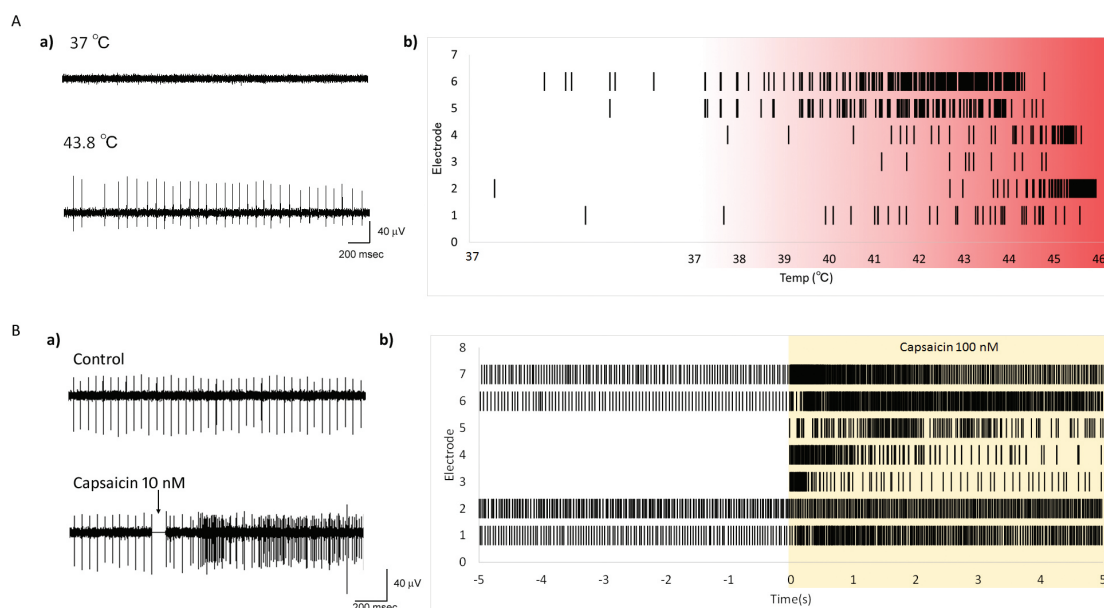 A
a)
37 °C
43.8 °C
40 µV
200 msec
b)
7
6
5
4
3
2
1
0
Electrode
37
37 38 39 40 41 42 43 44 45 46
Temp (°C)
B
a)
Control
Capsaicin 10 nM
40 µV
200 msec
b)
Capsaicin 100 nM
8
7
6
5
4
3
2
1
0
Electrode
-5 -4 -3 -2 -1 0 1 2 3 4 5
Time(s)